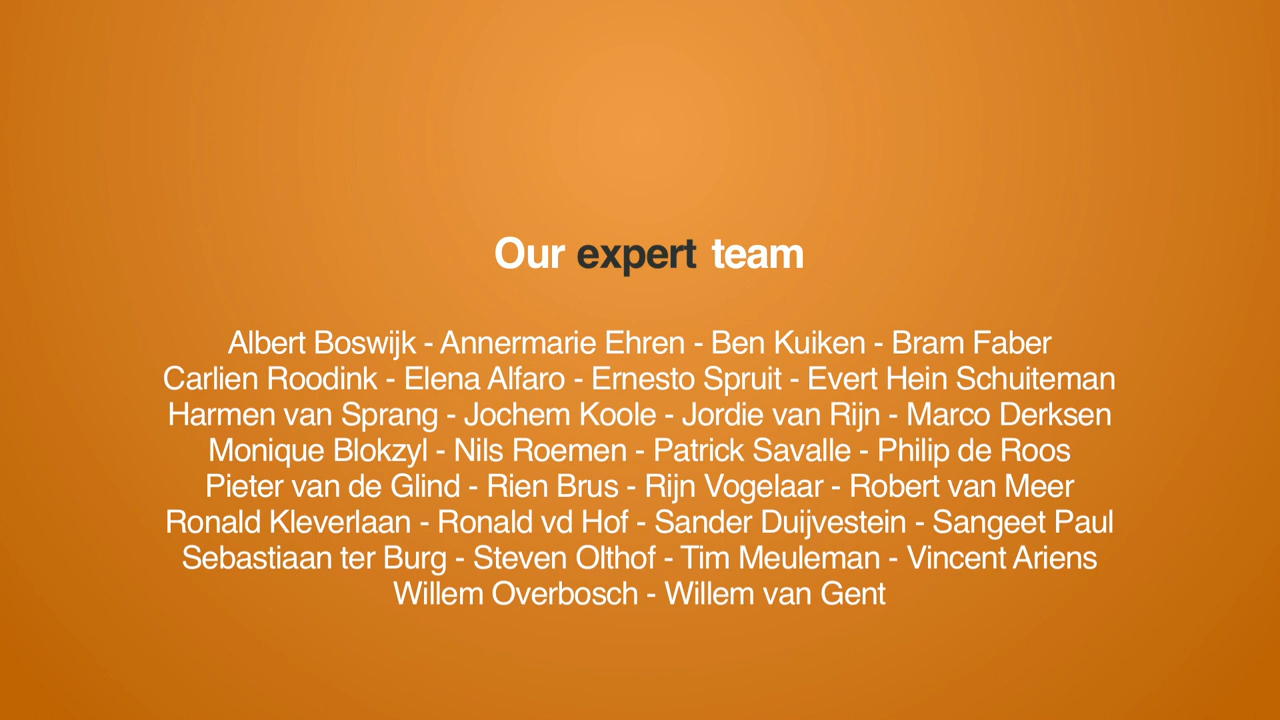 Our expert team
Albert Boswijk - Annermarie Ehren - Ben Kuiken - Bram Faber
Carlien Roodink - Elena Alfaro - Ernesto Spruit - Evert Hein Schuiteman
Harmen van Sprang - Jochem Koole - Jordie van Rijn - Marco Derksen
Monique Blokzyl - Nils Roemen - Patrick Savalle - Philip de Roos
Pieter van de Glind - Rien Brus - Rijn Vogelaar - Robert van Meer
Ronald Kleverlaan - Ronald vd Hof - Sander Duijvestein - Sangeet Paul
Sebastiaan ter Burg - Steven Olthof - Tim Meuleman - Vincent Ariens
Willem Overbosch - Willem van Gent